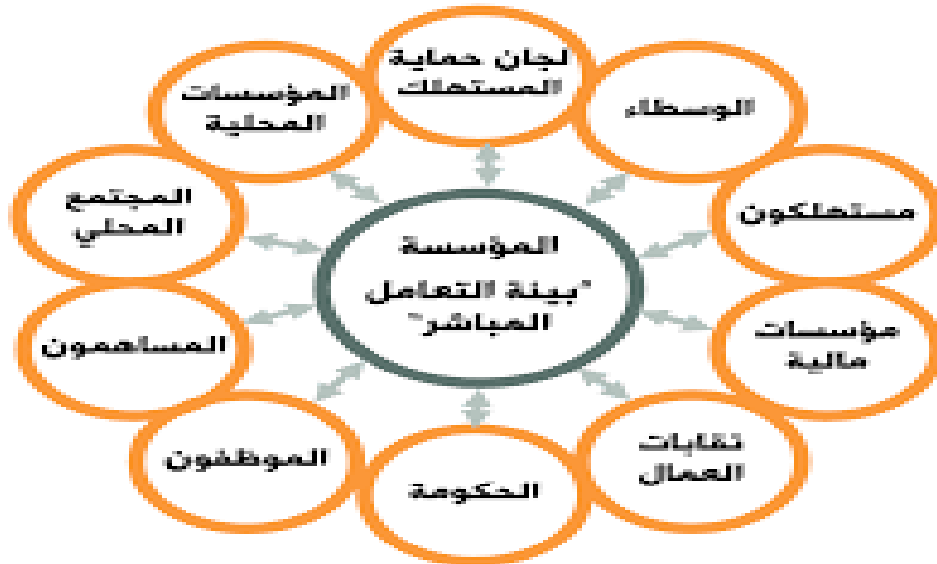 لجان حماية
المستهلك
الوسطاء
مستهلكون
مؤسسات
مالية
نقابات
العمال
الحكومة
الموظفون
المساهمون
المجتمع
المحلي
المؤسسات
المحلية
المؤسسة
"بيئة التعامل
المباشر"